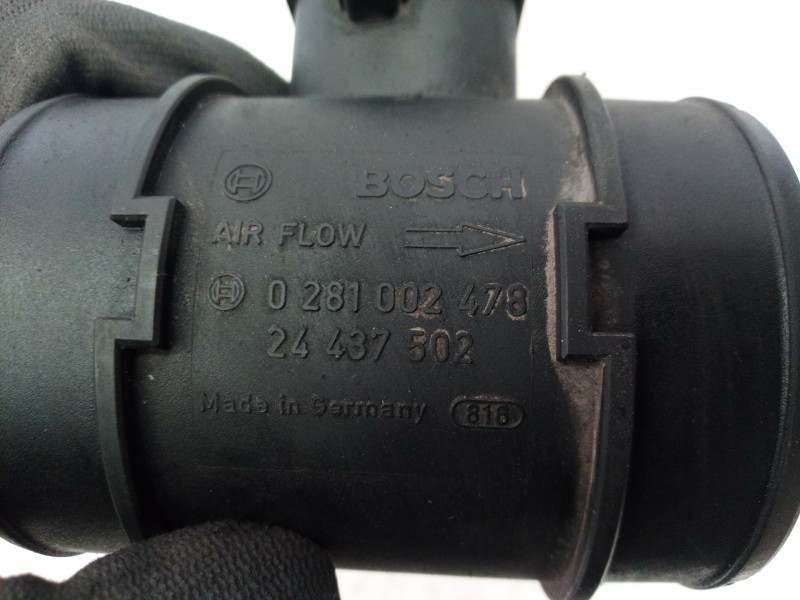 BOSCH
AIR FLOW
0 281 002 478
24 437 502
Made in Germany 816